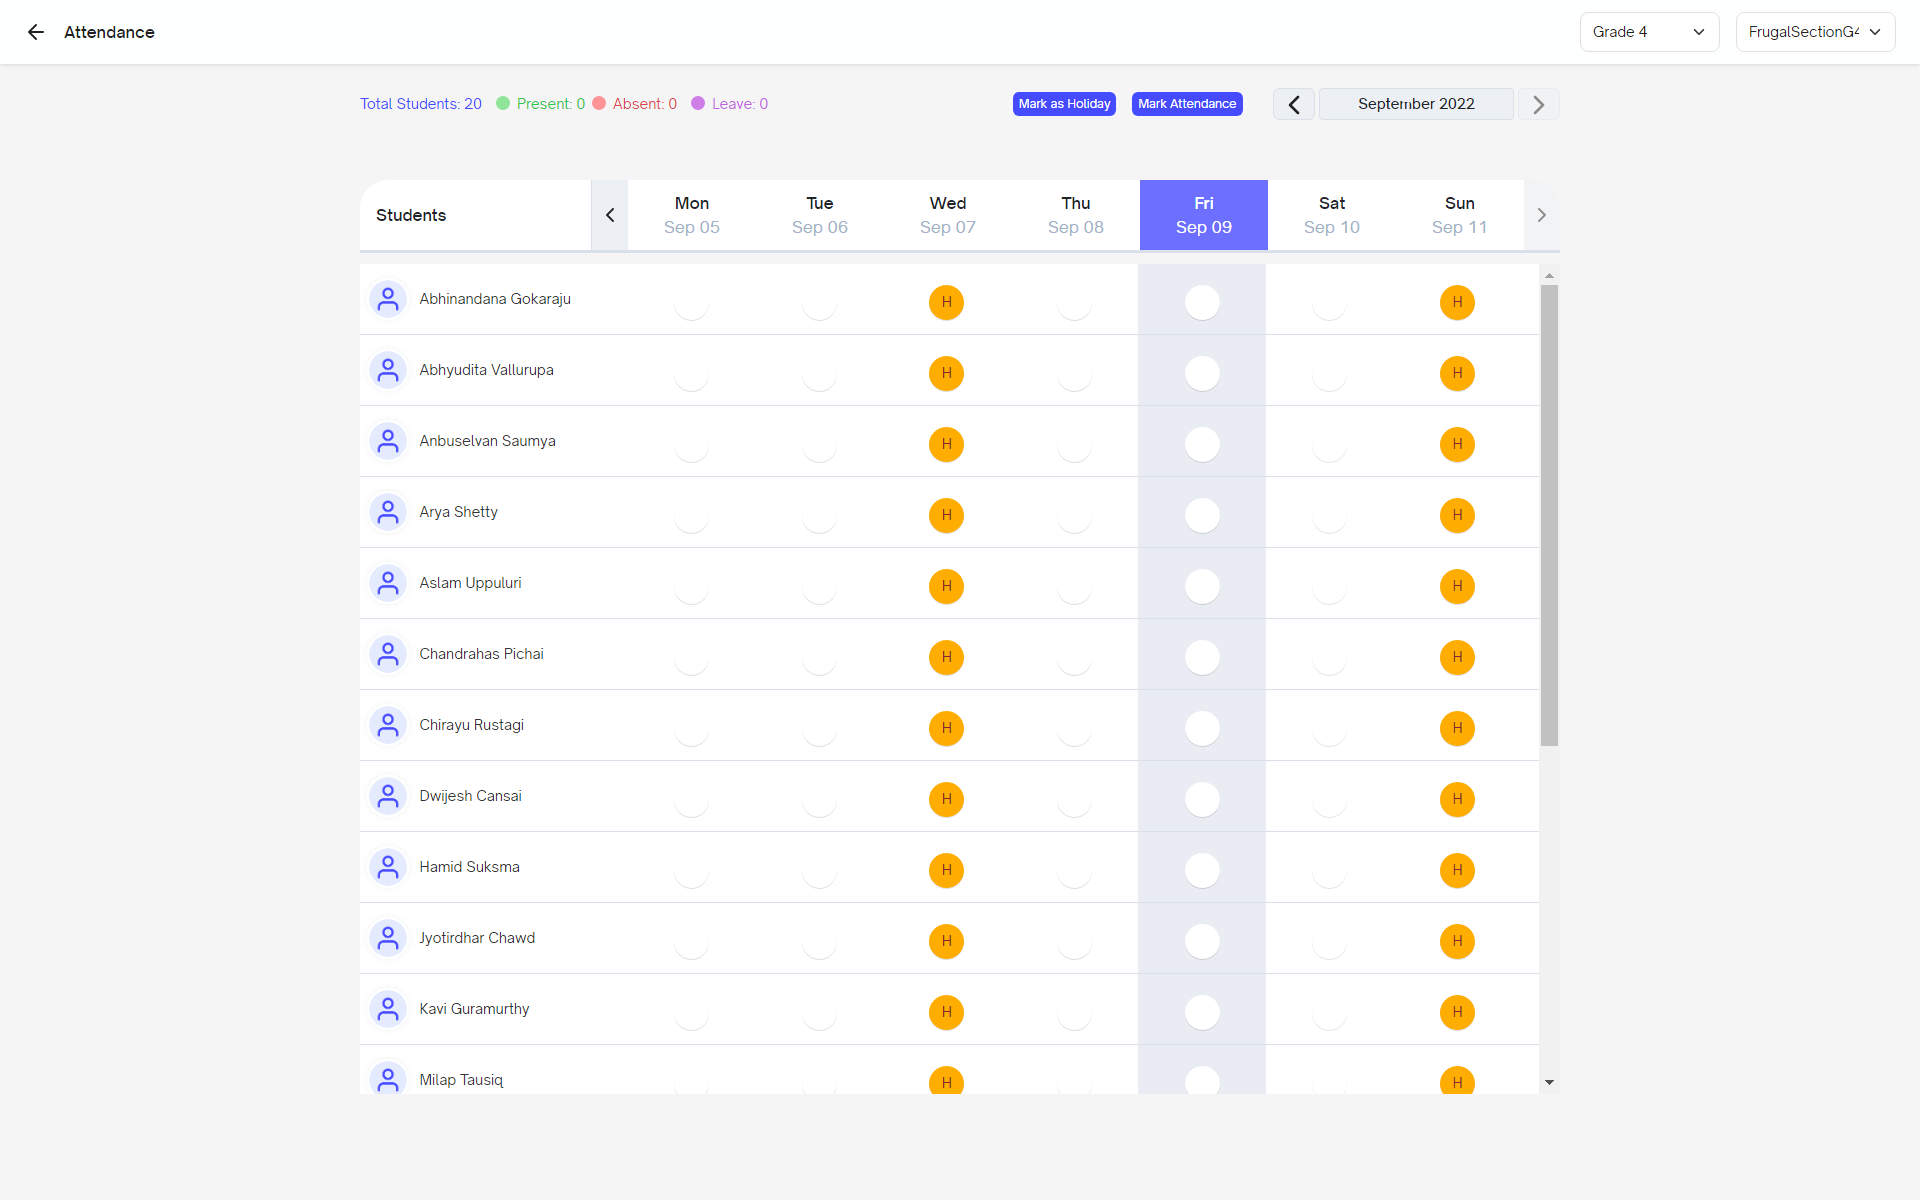 Attendance
Grade 4
FrugalSectionG4
Total Students: 20 Present: 0 Absent: 0 Leave: 0
Mark as Holiday
Mark Attendance
September 2022
Students
Mon Tue Wed Thu Fri Sat Sun
Sep 05 Sep 06 Sep 07 Sep 08 Sep 09 Sep 10 Sep 11
Abhinandana Gokaraju H H
Abhyudita Vallurupa H H
Anbuselvan Saumya H H
Arya Shetty H H
Aslam Uppuluri H H
Chandrahas Pichai H H
Chirayu Rustagi H H
Dwijesh Cansai H H
Hamid Suksma H H
Jyotirdhar Chawd H H
Kavi Guramurthy H H
Milap Tausiq H H